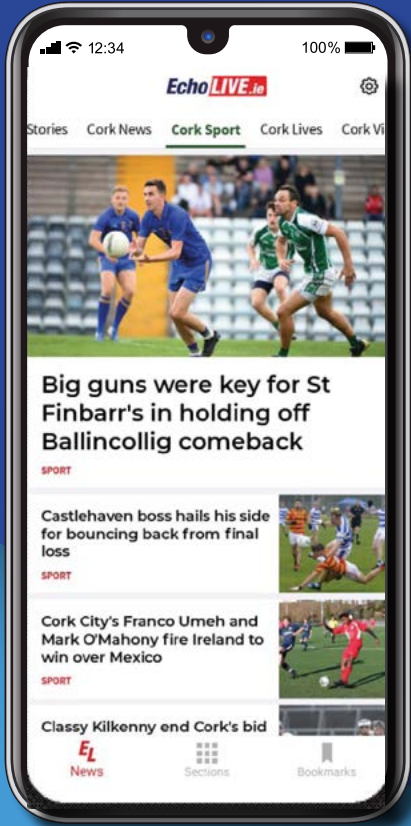 12:34
100%
EchoLIVE.ie
Stories Cork News Cork Sport Cork Lives Cork Vi
Big guns were key for St
Finbarr's in holding off
Ballincollig comeback
SPORT
Castlehaven boss hails his side
for bouncing back from final
loss
SPORT
Cork City's Franco Umeh and
Mark O'Mahony fire Ireland to
win over Mexico
SPORT
Classy Kilkenny end Cork's bid
EL
News Sections Bookmarks